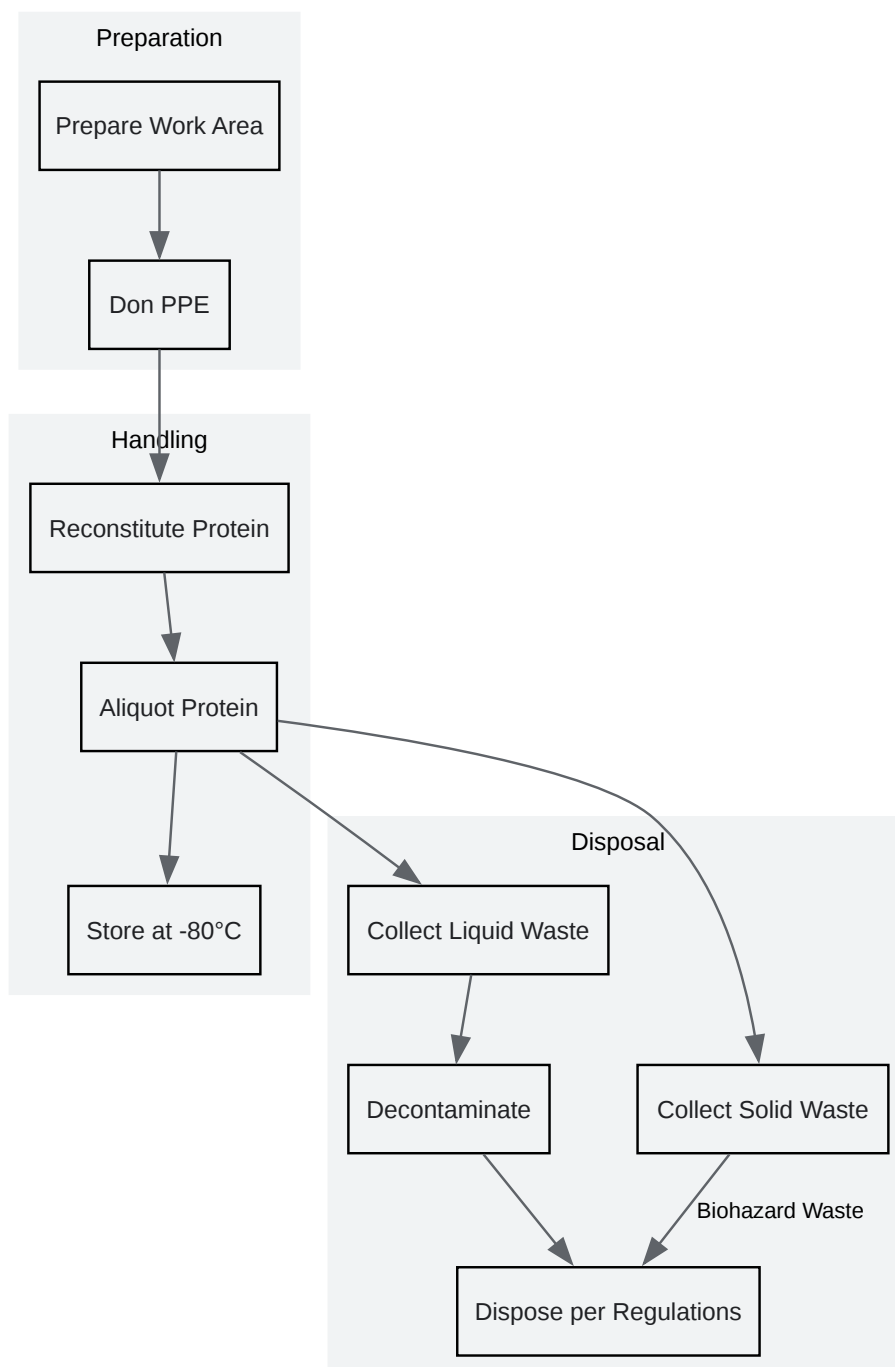 Preparation
Prepare Work Area
Don PPE
Handling
Reconstitute Protein
Aliquot Protein
Store at -80°C
Disposal
Collect Liquid Waste
Decontaminate
Collect Solid Waste
Biohazard Waste
Dispose per Regulations